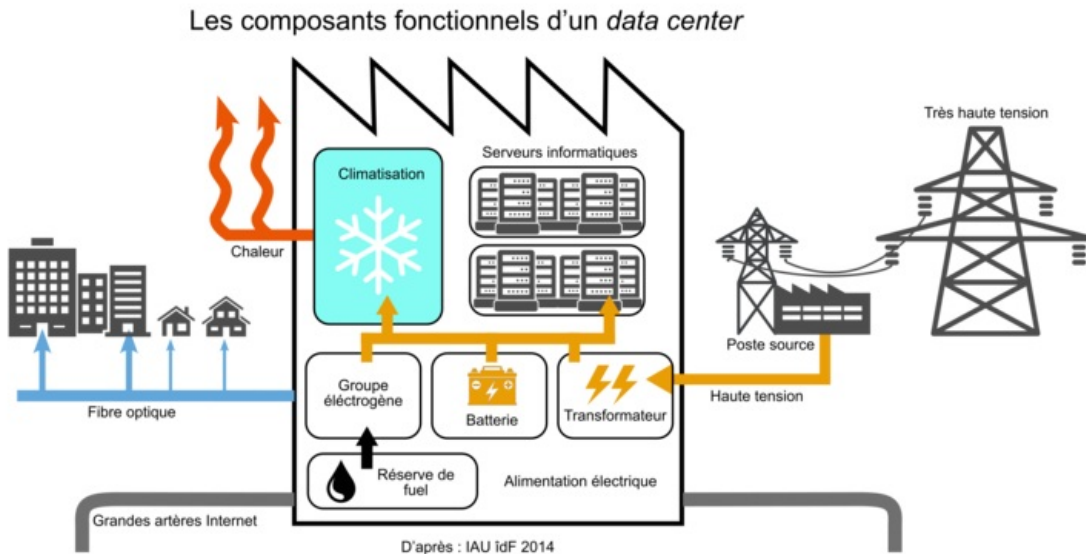 Les composants fonctionnels d'un data center
Très haute tension
Climatisation
Serveurs informatiques
Chaleur
Poste source
Haute tension
Fibre optique
Groupe
éléctrogène
Batterie
Transformateur
Réserve de
fuel
Alimentation électrique
Grandes artères Internet
D'après : IAU îdF 2014